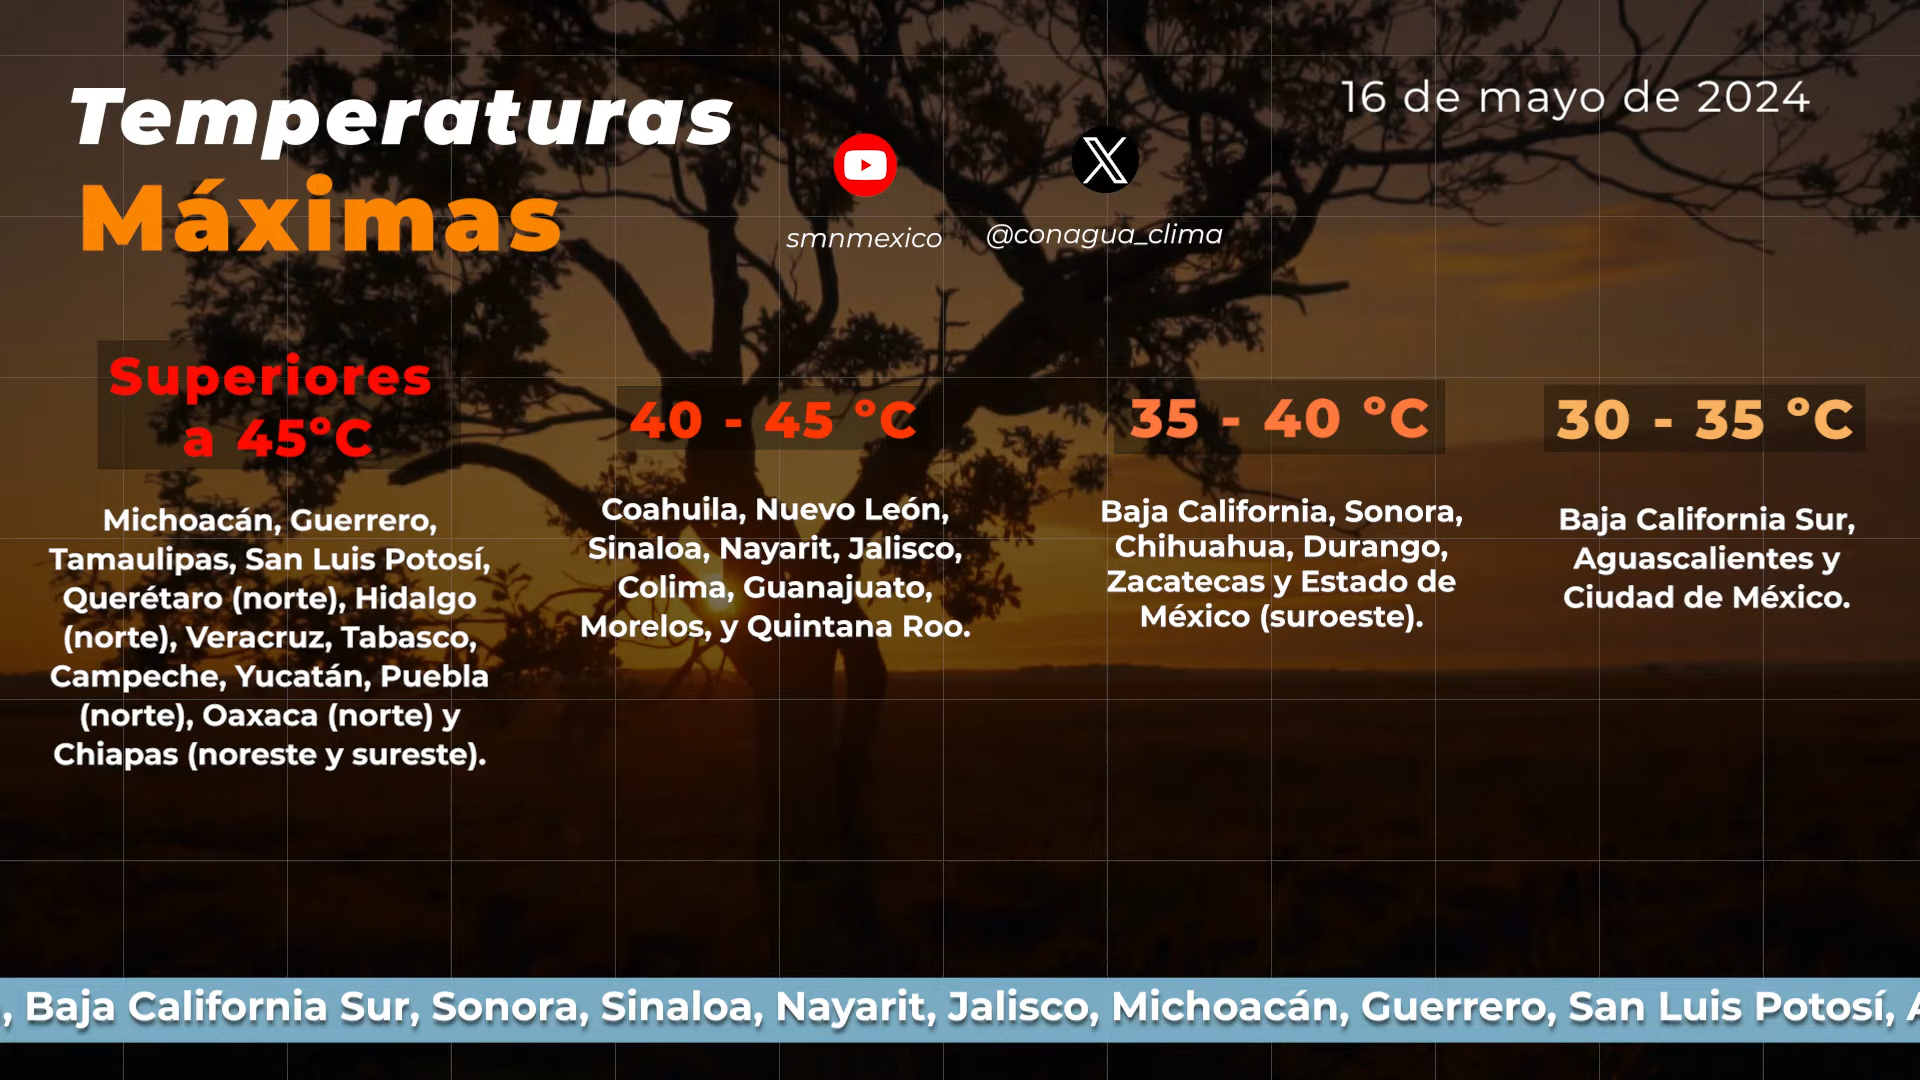 Temperaturas
Máximas
smnmexico
@conagua_clima
16 de mayo de 2024
Superiores
a 45°C
Michoacán, Guerrero,
Tamaulipas, San Luis Potosí,
Querétaro (norte), Hidalgo
(norte), Veracruz, Tabasco,
Campeche, Yucatán, Puebla
(norte), Oaxaca (norte) y
Chiapas (noreste y sureste).
40 - 45 °C
Coahuila, Nuevo León,
Sinaloa, Nayarit, Jalisco,
Colima, Guanajuato,
Morelos, y Quintana Roo.
35 - 40 °C
Baja California, Sonora,
Chihuahua, Durango,
Zacatecas y Estado de
México (suroeste).
30 - 35 °C
Baja California Sur,
Aguascalientes y
Ciudad de México.
, Baja California Sur, Sonora, Sinaloa, Nayarit, Jalisco, Michoacán, Guerrero, San Luis Potosí,